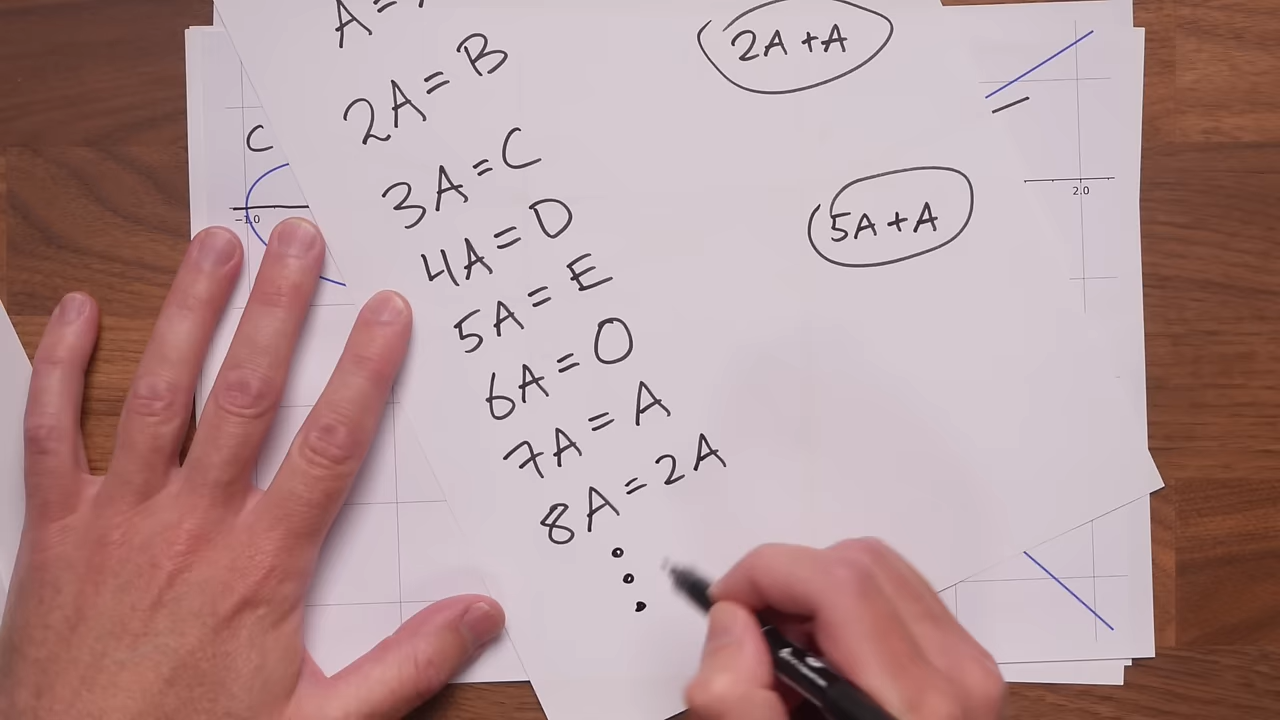 A =
2A = B
3A = C
4A = D
5A = E
6A = O
7A = A
8A = 2A
2A + A
5A + A
C
-1.0
2.0